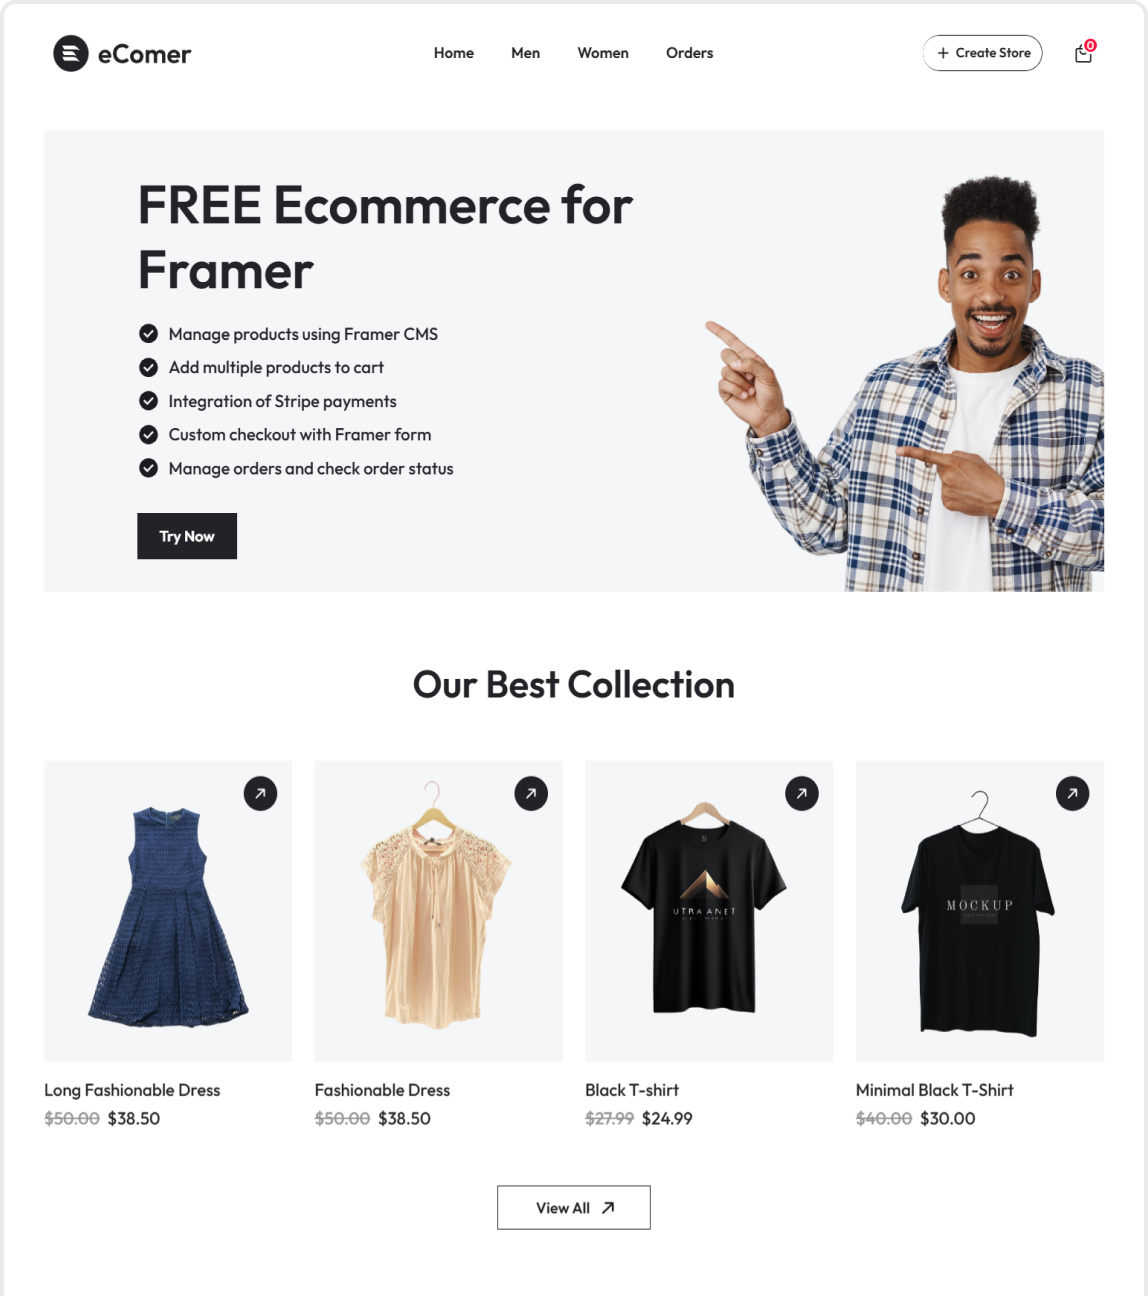 eComer
Home Men Women Orders
+ Create Store
0
FREE Ecommerce for
Framer
Manage products using Framer CMS
Add multiple products to cart
Integration of Stripe payments
Custom checkout with Framer form
Manage orders and check order status
Try Now
Our Best Collection
UTRA ANET
MOCKUP
Long Fashionable Dress
$50.00 $38.50
Fashionable Dress
$50.00 $38.50
Black T-shirt
$27.99 $24.99
Minimal Black T-Shirt
$40.00 $30.00
View All